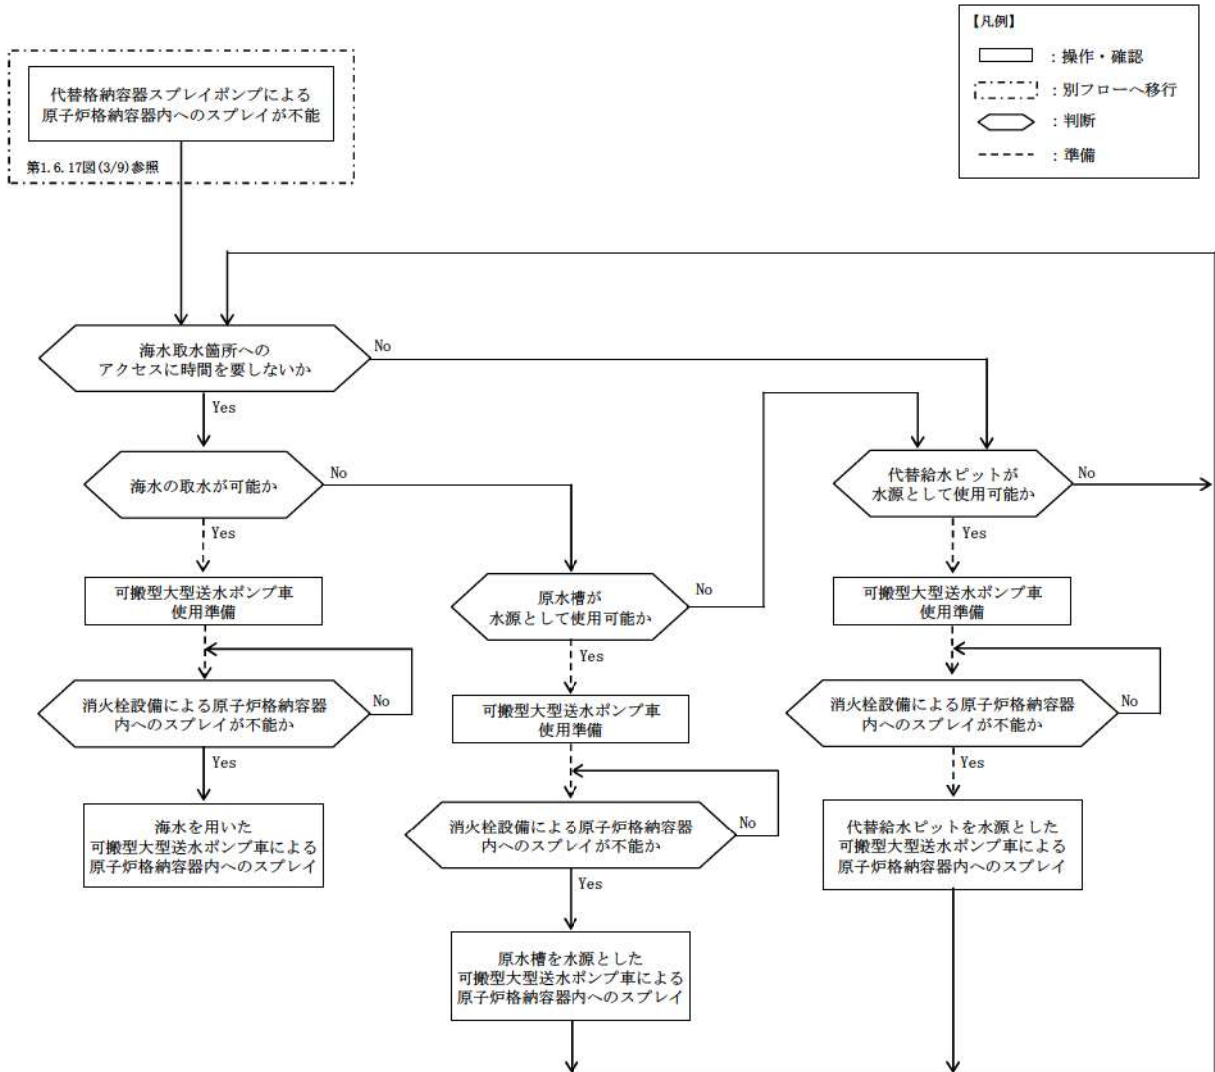 【凡例】
：操作・確認
：別フローへ移行
：判断
：準備
代替格納容器スプレイポンプによる
原子炉格納容器内へのスプレイが不能
第1.6.17図(3/9)参照
海水取水箇所への
アクセスに時間を要しないか
No
Yes
海水の取水が可能か
No
Yes
代替給水ピットが
水源として使用可能か
No
Yes
可搬型大型送水ポンプ車
使用準備
原水槽が
水源として使用可能か
No
Yes
可搬型大型送水ポンプ車
使用準備
消火栓設備による原子炉格納容器
内へのスプレイが不能か
No
Yes
可搬型大型送水ポンプ車
使用準備
消火栓設備による原子炉格納容器
内へのスプレイが不能か
No
Yes
海水を用いた
可搬型大型送水ポンプ車による
原子炉格納容器内へのスプレイ
消火栓設備による原子炉格納容器
内へのスプレイが不能か
No
Yes
代替給水ピットを水源とした
可搬型大型送水ポンプ車による
原子炉格納容器内へのスプレイ
原水槽を水源とした
可搬型大型送水ポンプ車による
原子炉格納容器内へのスプレイ